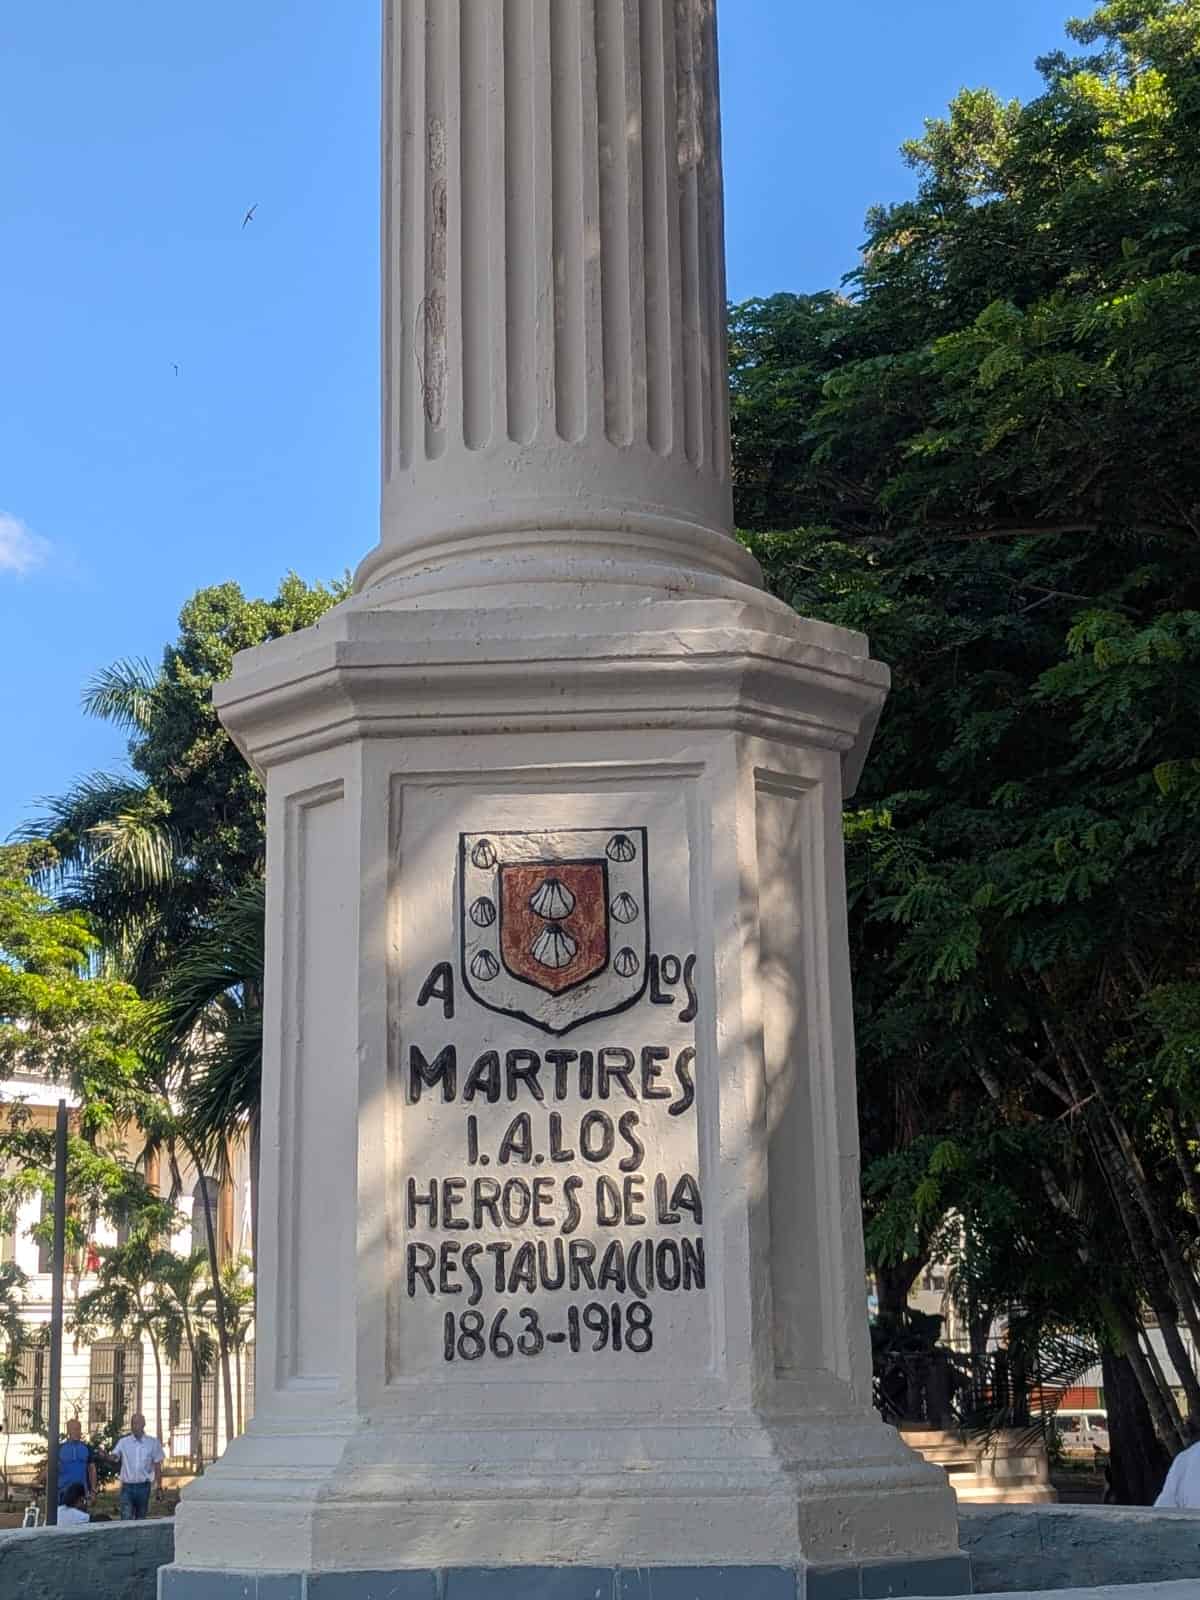 A LOS
MARTIRES
I.A.LOS
HEROES DE LA
RESTAURACION
1863-1918